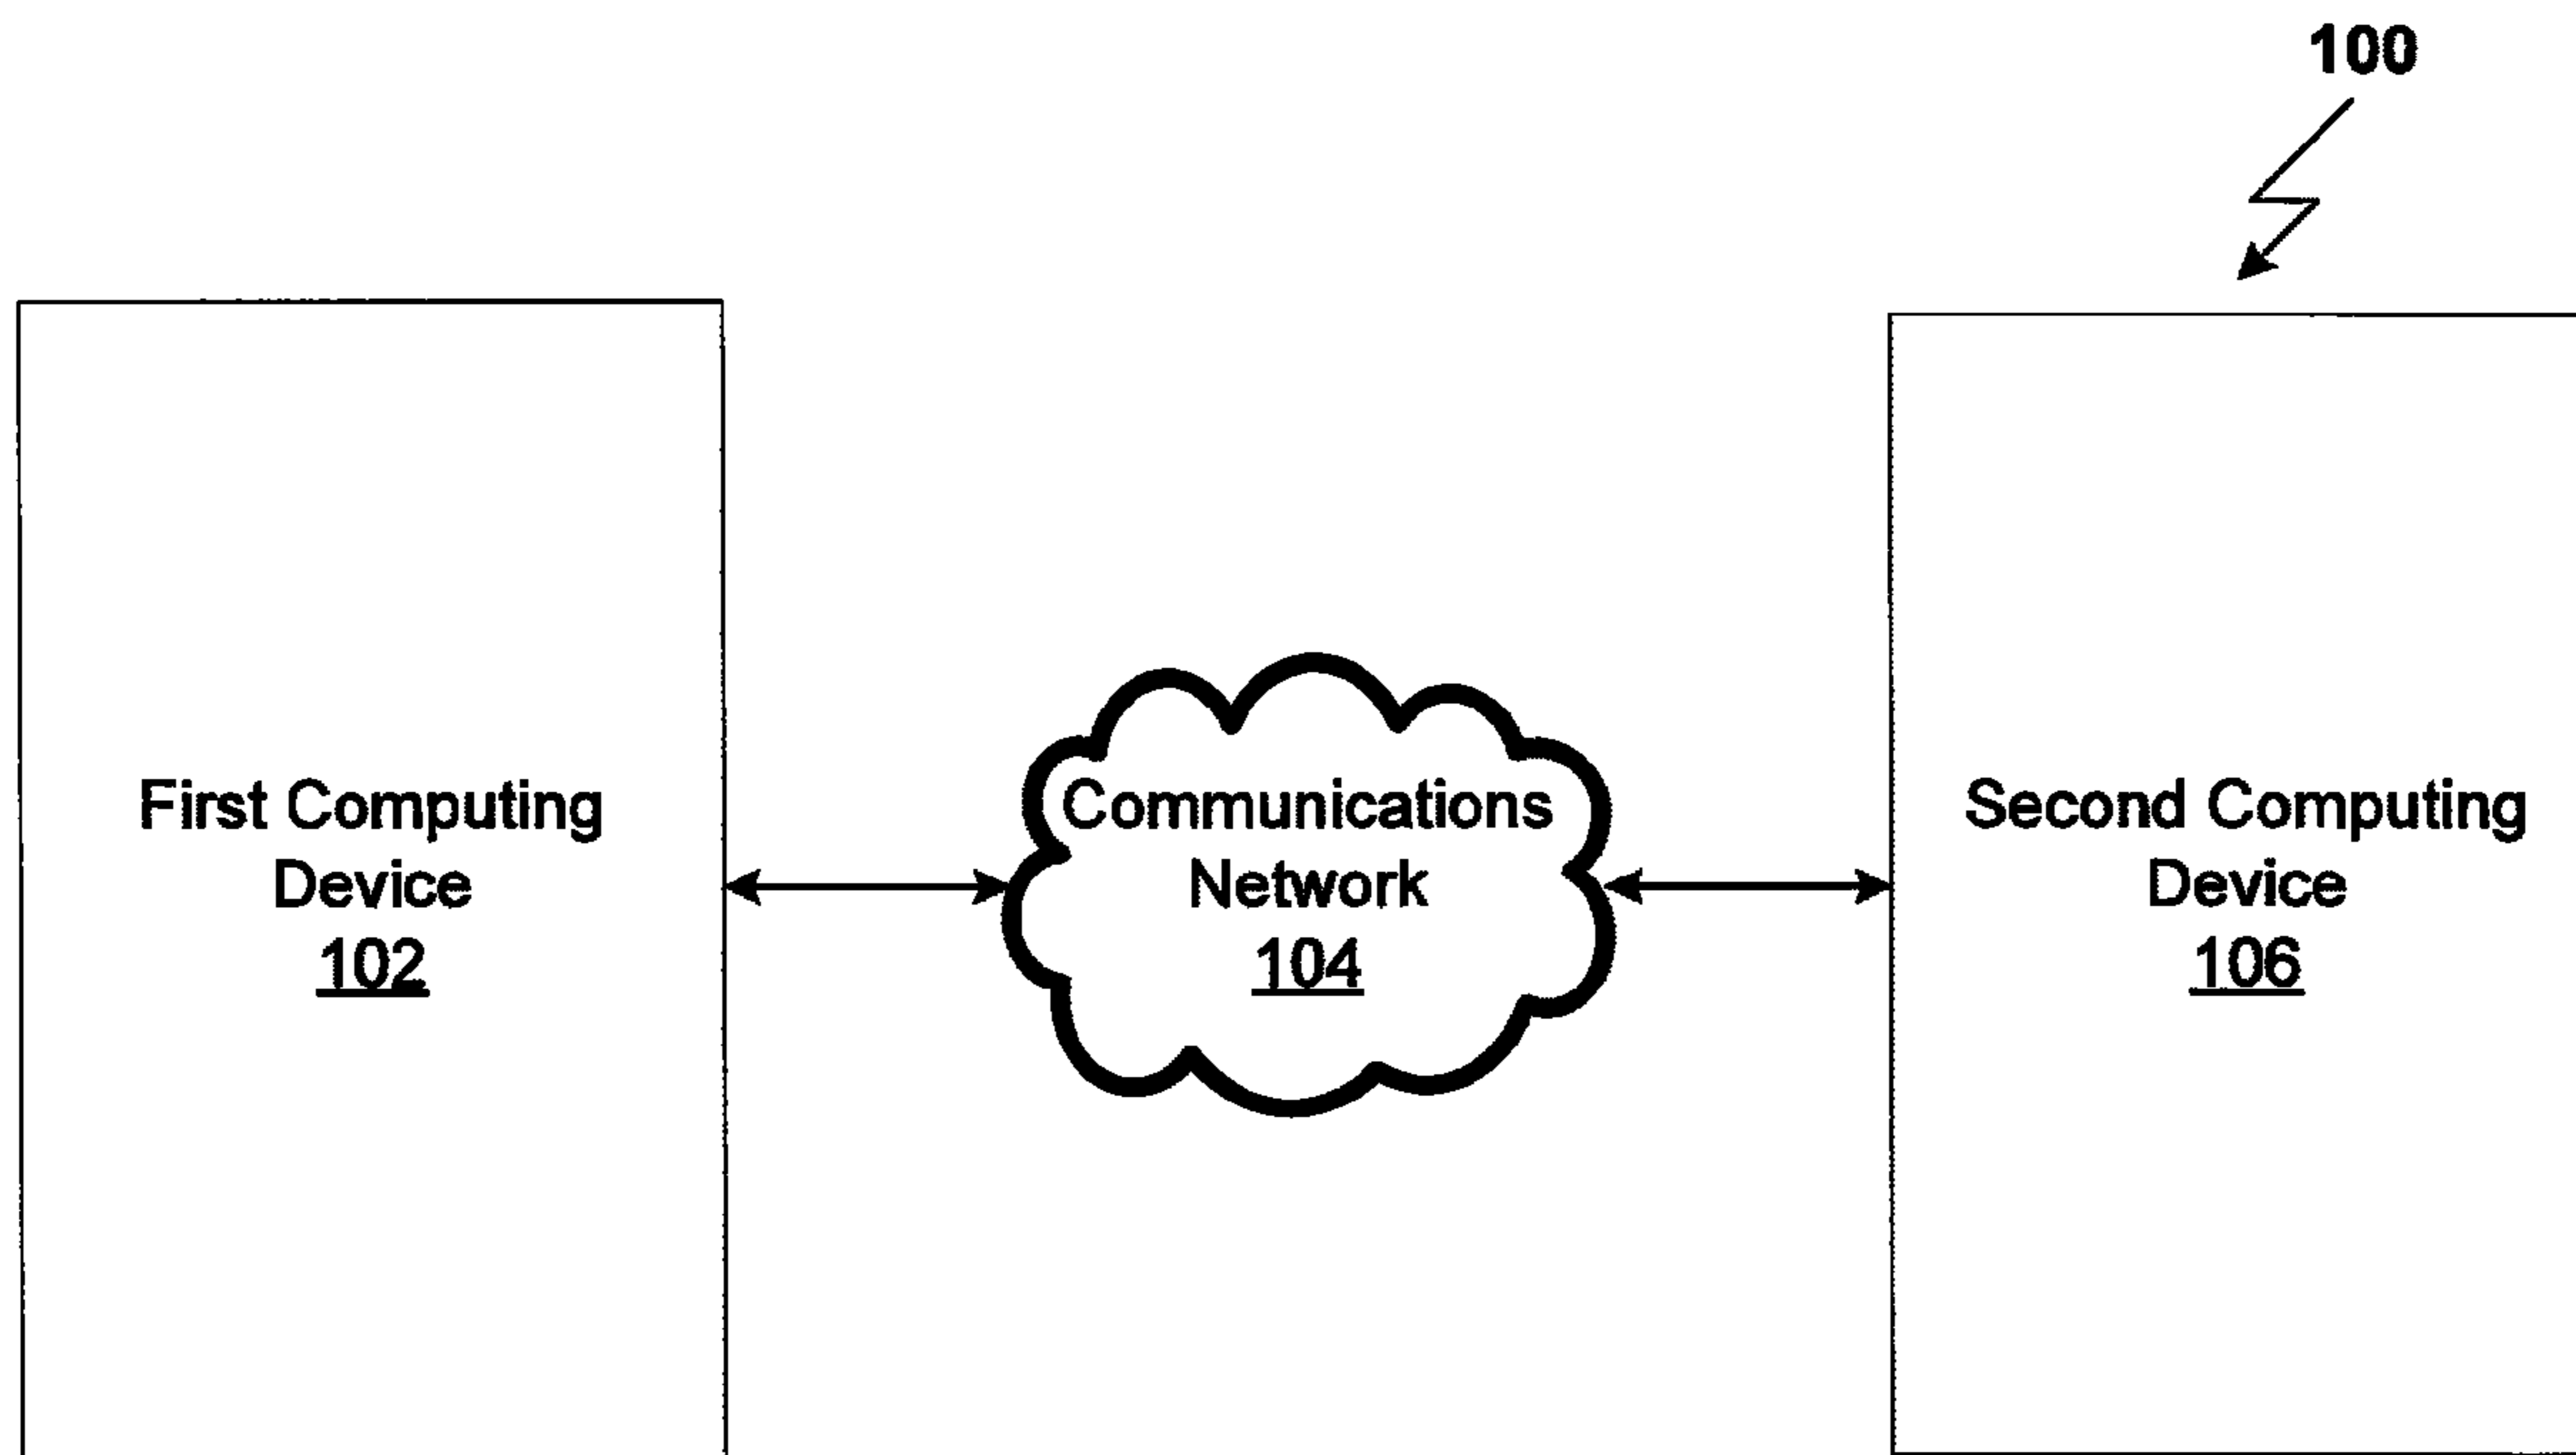 100
First Computing
Device
102
Communications
Network
104
Second Computing
Device
106